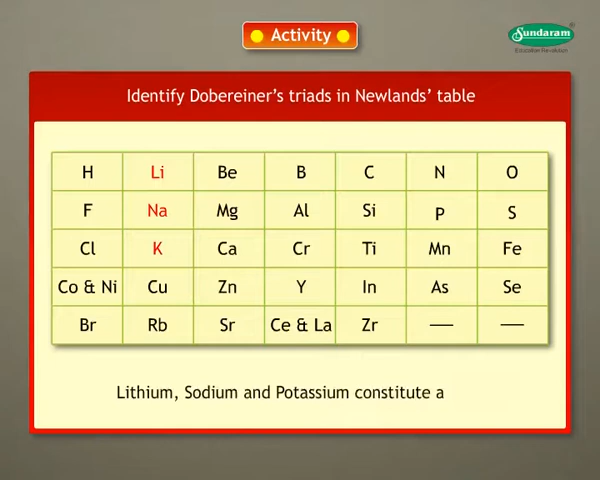 Activity
Sundaram
Identify Dobereiner's triads in Newlands' table
H Li Be B C N O
F Na Mg Al Si P S
Cl K Ca Cr Ti Mn Fe
Co & Ni Cu Zn Y In As Se
Br Rb Sr Ce & La Zr — —
Lithium, Sodium and Potassium constitute a